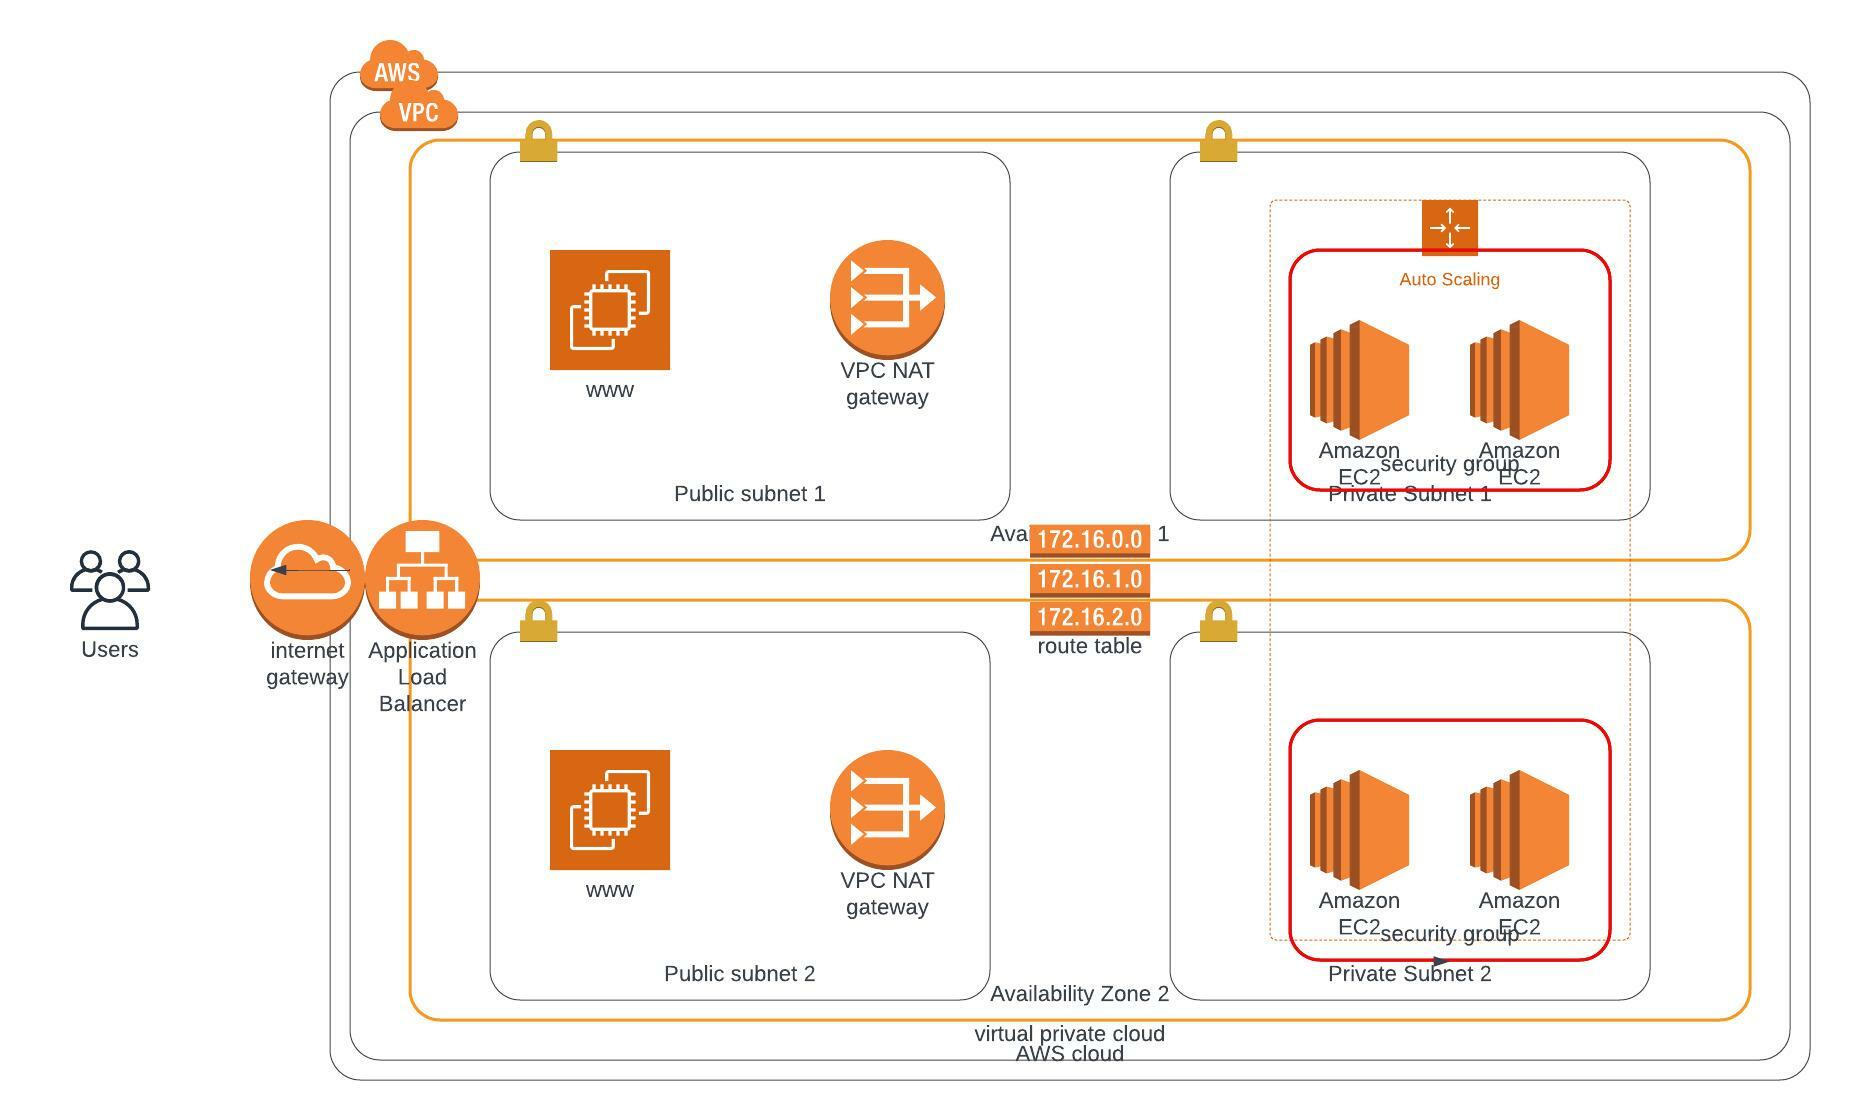 AWS
VPC
Auto Scaling
www
VPC NAT
gateway
Amazon
EC2
Amazon
EC2
security group
Public subnet 1
Private Subnet 1
1
172.16.0.0
172.16.1.0
172.16.2.0
route table
Users
internet
gateway
Application
Load
Balancer
www
VPC NAT
gateway
Amazon
EC2
Amazon
EC2
security group
Public subnet 2
Private Subnet 2
Availability Zone 2
virtual private cloud
AWS cloud